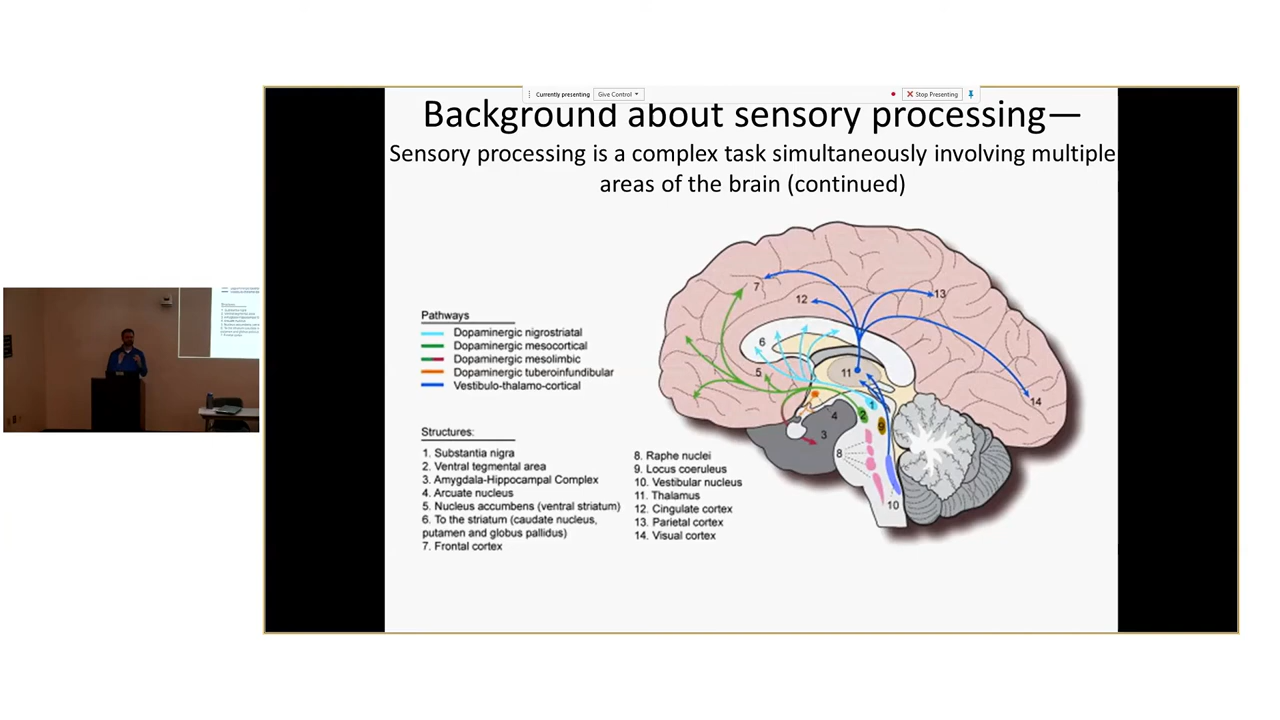 Currently presenting
Give Control
Stop Presenting
Background about sensory processing—
Sensory processing is a complex task simultaneously involving multiple
areas of the brain (continued)
Pathways
Dopaminergic nigrostriatal
Dopaminergic mesocortical
Dopaminergic mesolimbic
Dopaminergic tuberoinfundibular
Vestibulo-thalamo-cortical
Structures:
1. Substantia nigra
2. Ventral tegmental area
3. Amygdala-Hippocampal Complex
4. Arcuate nucleus
5. Nucleus accumbens (ventral striatum)
6. To the striatum (caudate nucleus,
putamen and globus pallidus)
7. Frontal cortex
8. Raphe nuclei
9. Locus coeruleus
10. Vestibular nucleus
11. Thalamus
12. Cingulate cortex
13. Parietal cortex
14. Visual cortex
7
12
13
6
5
11
14
1
2
9
4
3
8
10